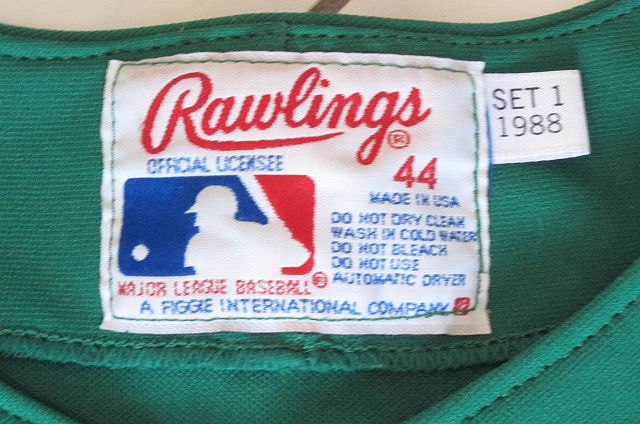 Rawlings®
OFFICIAL LICENSEE
44
MADE IN USA
DO NOT DRY CLEAN
WASH IN COLD WATER
DO NOT BLEACH
DO NOT USE
AUTOMATIC DRYER
MAJOR LEAGUE BASEBALL®
A FIGGIE INTERNATIONAL COMPANY
SET 1
1988